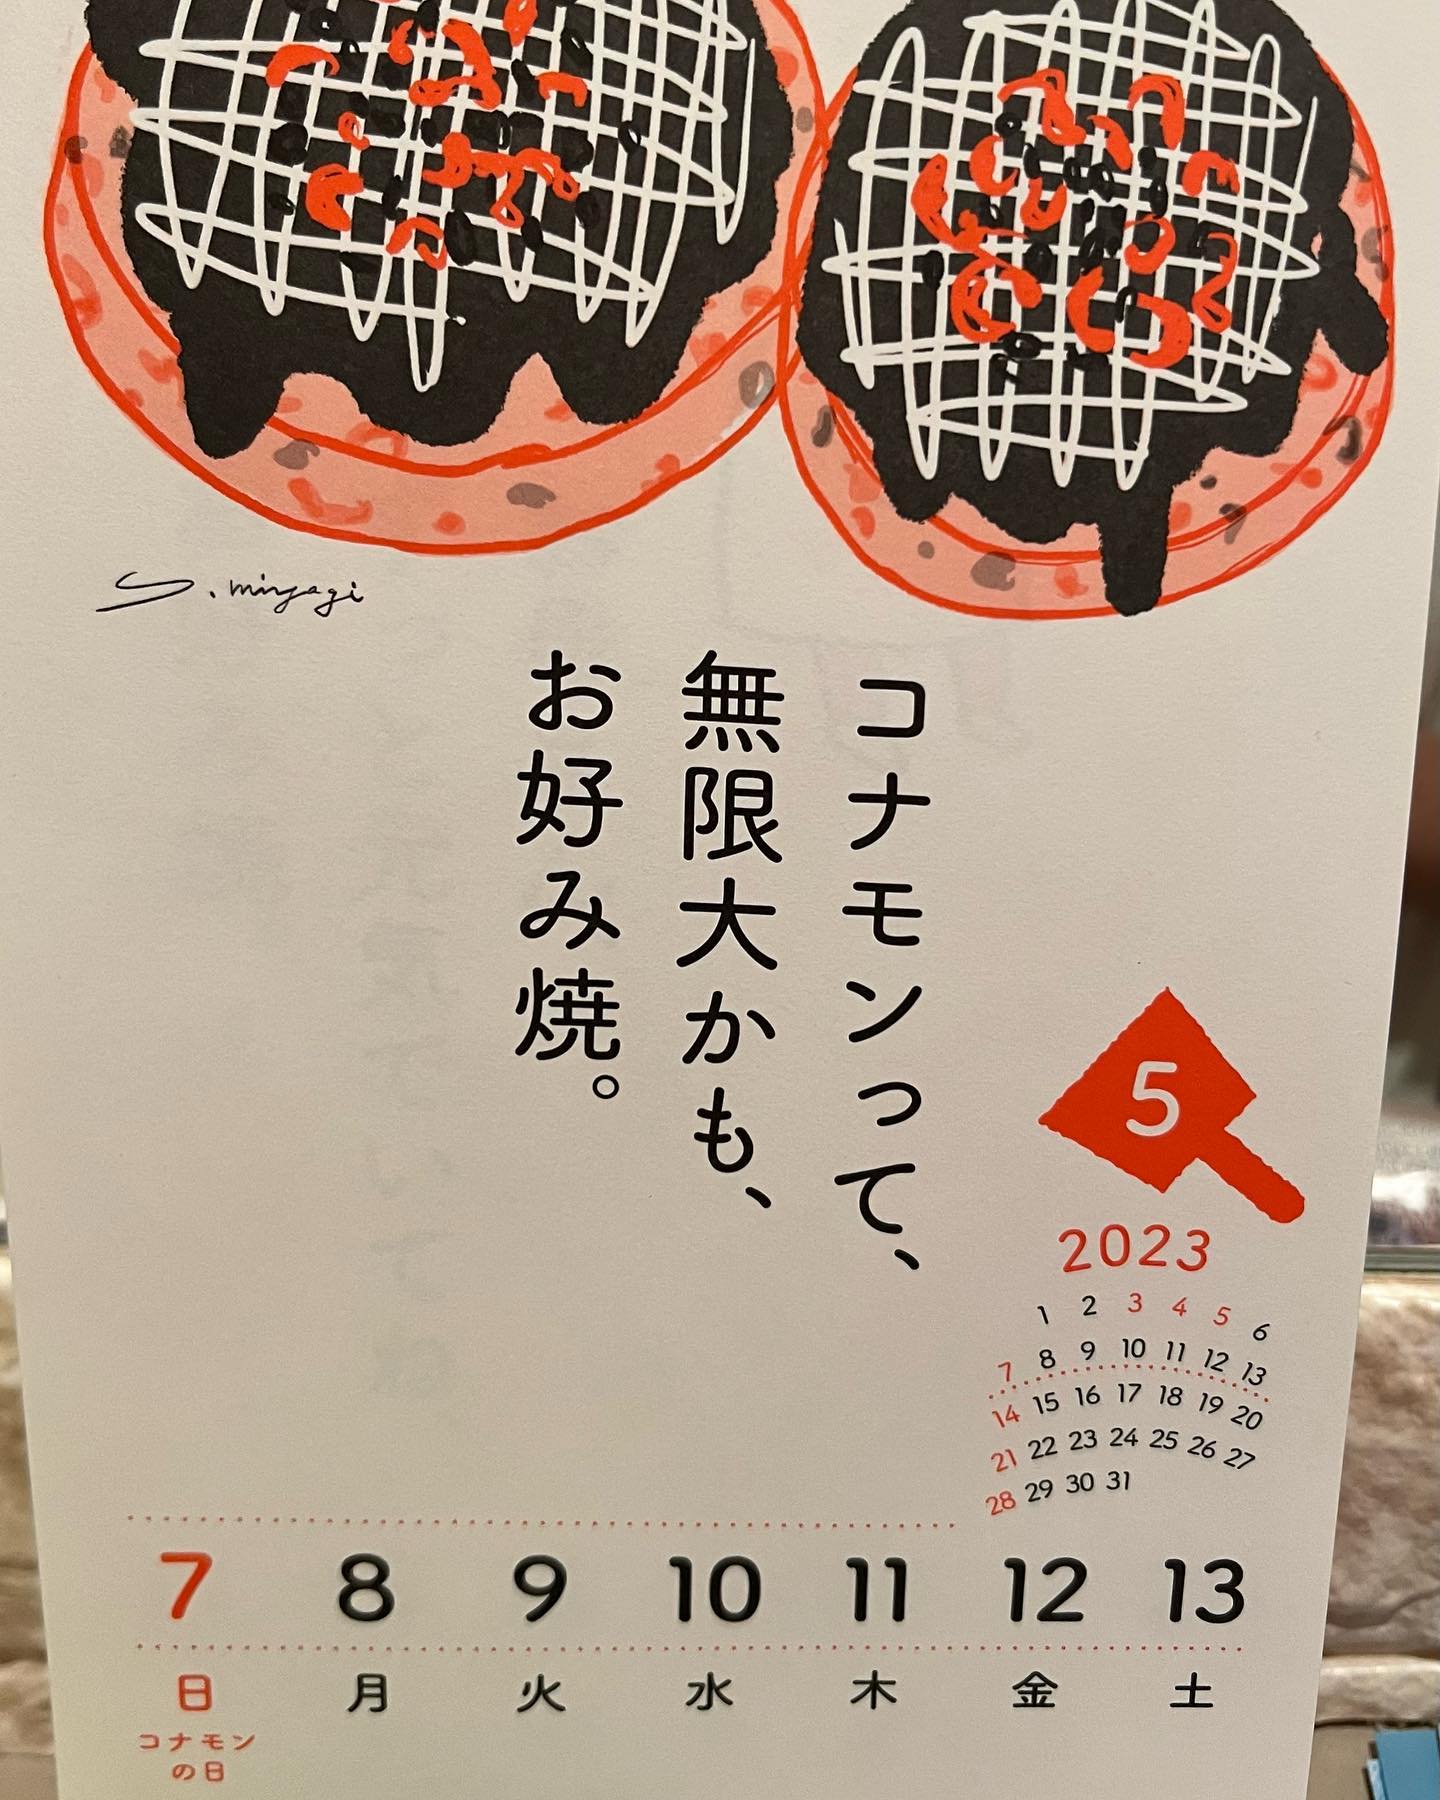 S.miyagi
コナモンって、
無限大かも、
お好み焼。
5
2023
1 2 3 4 5 6
7 8 9 10 11 12 13
14 15 16 17 18 19 20
21 22 23 24 25 26 27
28 29 30 31
7 8 9 10 11 12 13
日 月 火 水 木 金 土
コナモン
の日